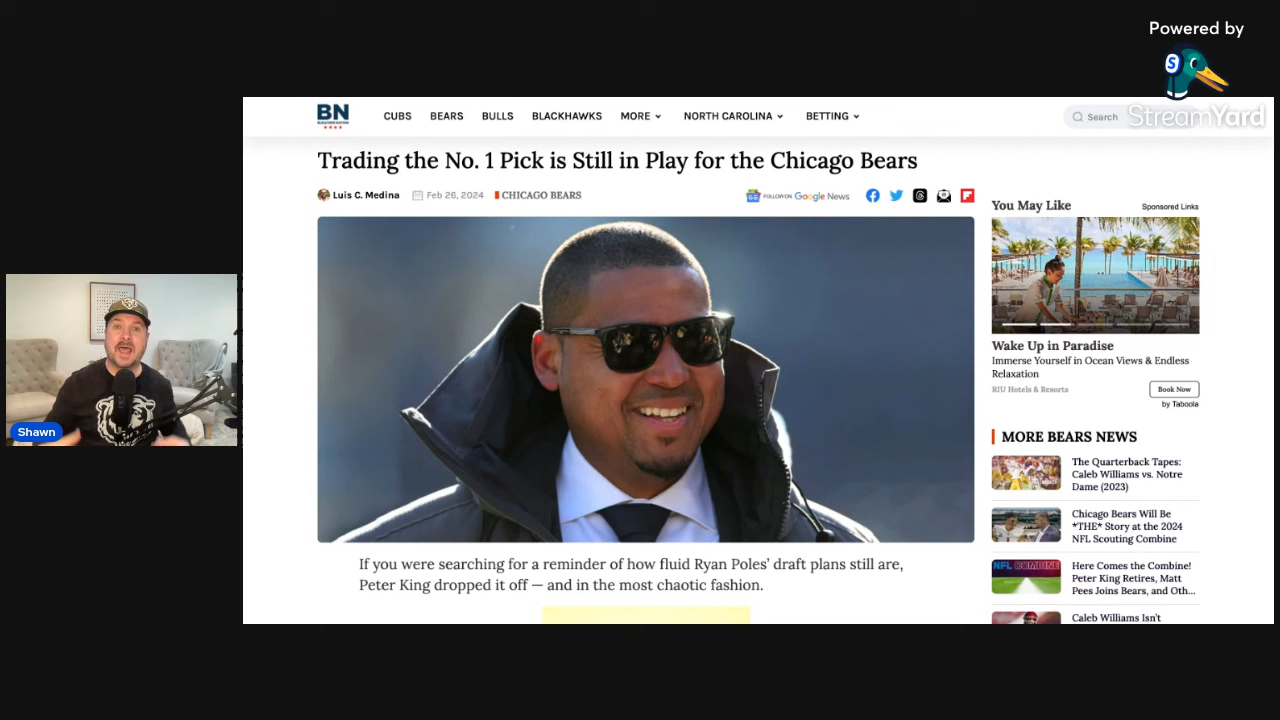 Powered by
S
StreamYard
BN
BLEACHER NATION
CUBS
BEARS
BULLS
BLACKHAWKS
MORE
NORTH CAROLINA
BETTING
Search
Trading the No. 1 Pick is Still in Play for the Chicago Bears
Luis C. Medina
Feb 26, 2024
CHICAGO BEARS
FOLLOW ON Google News
If you were searching for a reminder of how fluid Ryan Poles’ draft plans still are,
Peter King dropped it off — and in the most chaotic fashion.
You May Like
Sponsored Links
Wake Up in Paradise
Immerse Yourself in Ocean Views & Endless
Relaxation
RIU Hotels & Resorts
Book Now
by Taboola
MORE BEARS NEWS
The Quarterback Tapes:
Caleb Williams vs. Notre
Dame (2023)
Chicago Bears Will Be
*THE* Story at the 2024
NFL Scouting Combine
NFL COMBINE
Here Comes the Combine!
Peter King Retires, Matt
Pees Joins Bears, and Oth...
Caleb Williams Isn’t
Shawn